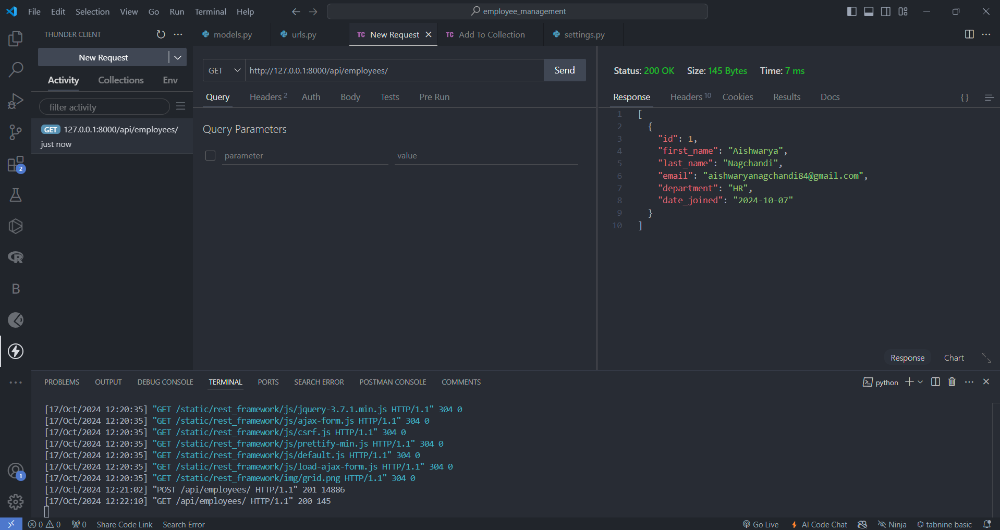 File Edit Selection View Go Run Terminal Help
employee_management
THUNDER CLIENT
models.py
urls.py
TC New Request
TC Add To Collection
settings.py
New Request
Activity Collections Env
filter activity
GET 127.0.0.1:8000/api/employees/
just now
GET http://127.0.0.1:8000/api/employees/ Send
Query Headers 2 Auth Body Tests Pre Run
Query Parameters
parameter value
Status: 200 OK Size: 145 Bytes Time: 7 ms
Response Headers 10 Cookies Results Docs {}
1 [
2 {
3 "id": 1,
4 "first_name": "Aishwarya",
5 "last_name": "Nagchandi",
6 "email": "aishwaryanagchandi84@gmail.com",
7 "department": "HR",
8 "date_joined": "2024-10-07"
9 }
10 ]
Response Chart
2
R
B
1
PROBLEMS OUTPUT DEBUG CONSOLE TERMINAL PORTS SEARCH ERROR POSTMAN CONSOLE COMMENTS
python
[17/Oct/2024 12:20:35] "GET /static/rest_framework/js/jquery-3.7.1.min.js HTTP/1.1" 304 0
[17/Oct/2024 12:20:35] "GET /static/rest_framework/js/ajax-form.js HTTP/1.1" 304 0
[17/Oct/2024 12:20:35] "GET /static/rest_framework/js/csrf.js HTTP/1.1" 304 0
[17/Oct/2024 12:20:35] "GET /static/rest_framework/js/prettify-min.js HTTP/1.1" 304 0
[17/Oct/2024 12:20:35] "GET /static/rest_framework/js/default.js HTTP/1.1" 304 0
[17/Oct/2024 12:20:35] "GET /static/rest_framework/js/load-ajax-form.js HTTP/1.1" 304 0
[17/Oct/2024 12:20:35] "GET /static/rest_framework/img/grid.png HTTP/1.1" 304 0
[17/Oct/2024 12:21:02] "POST /api/employees/ HTTP/1.1" 201 14886
[17/Oct/2024 12:22:10] "GET /api/employees/ HTTP/1.1" 200 145
0 0 0 Share Code Link Search Error
Go Live AI Code Chat Ninja tabnine basic